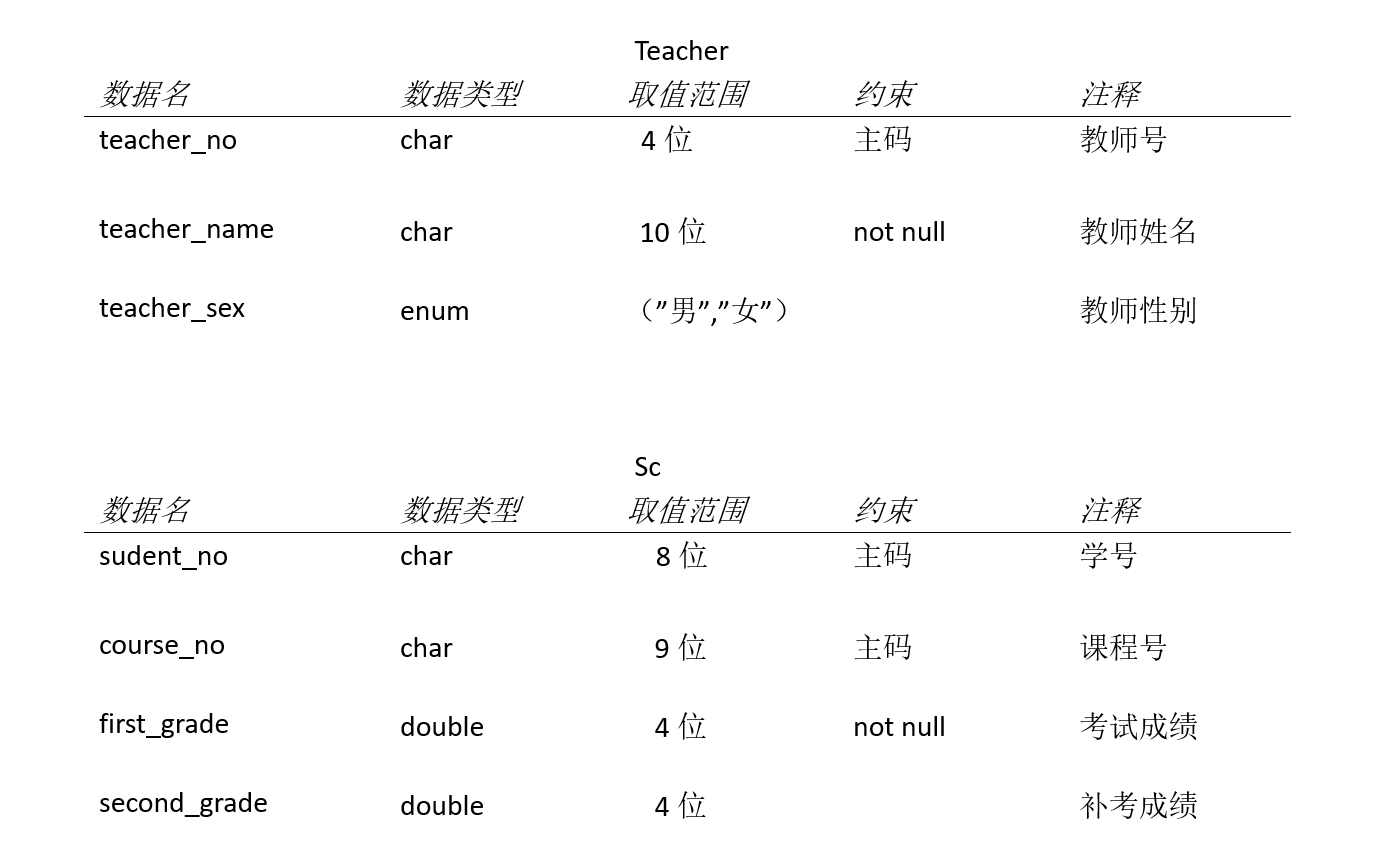 Teacher
数据名 数据类型 取值范围 约束 注释
teacher_no char 4 位 主码 教师号
teacher_name char 10 位 not null 教师姓名
teacher_sex enum （”男”,”女”） 教师性别
Sc
数据名 数据类型 取值范围 约束 注释
sudent_no char 8 位 主码 学号
course_no char 9 位 主码 课程号
first_grade double 4 位 not null 考试成绩
second_grade double 4 位 补考成绩